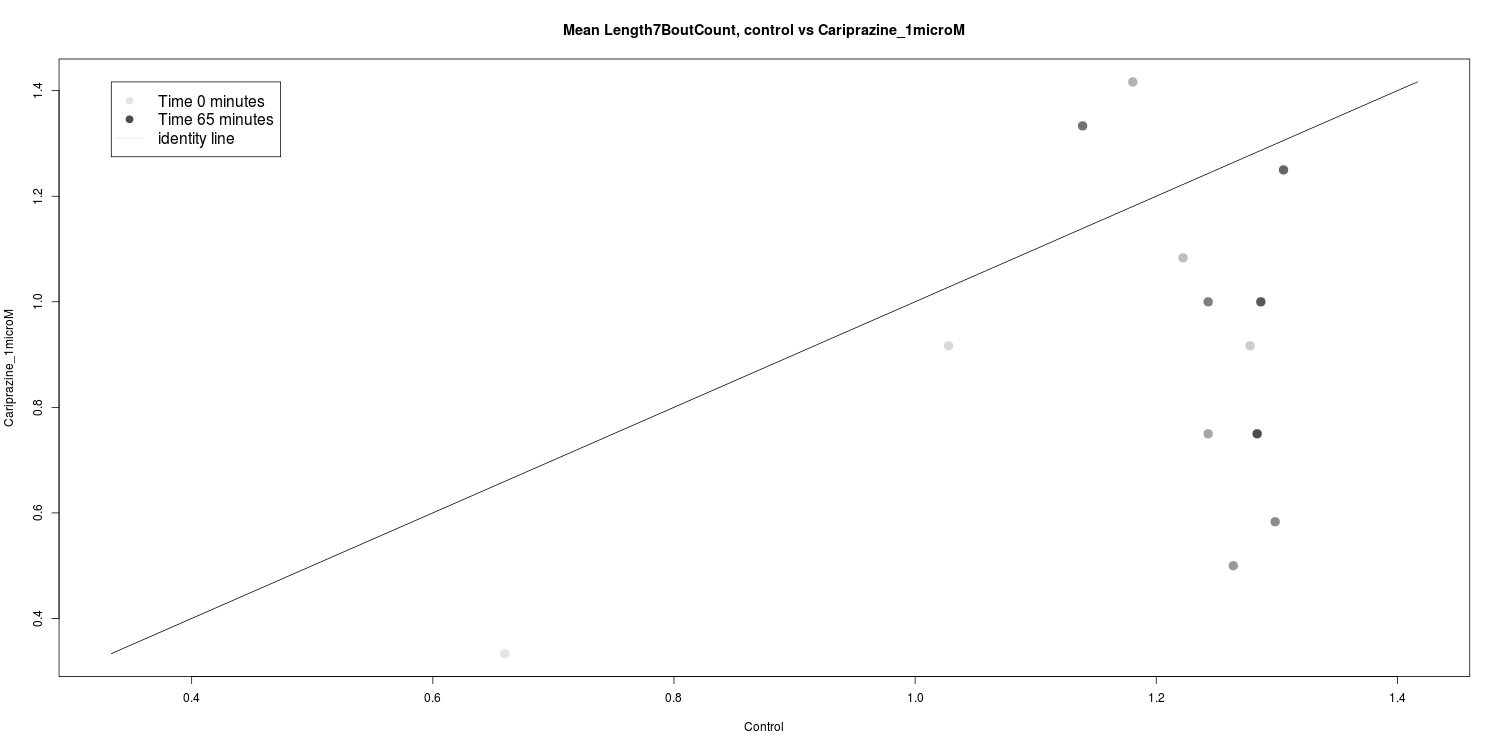 Mean Length7BoutCount, control vs Cariprazine_1microM
Time 0 minutes
Time 65 minutes
identity line
1.4
1.2
1.0
0.8
0.6
0.4
Cariprazine_1microM
0.4
0.6
0.8
1.0
1.2
1.4
Control